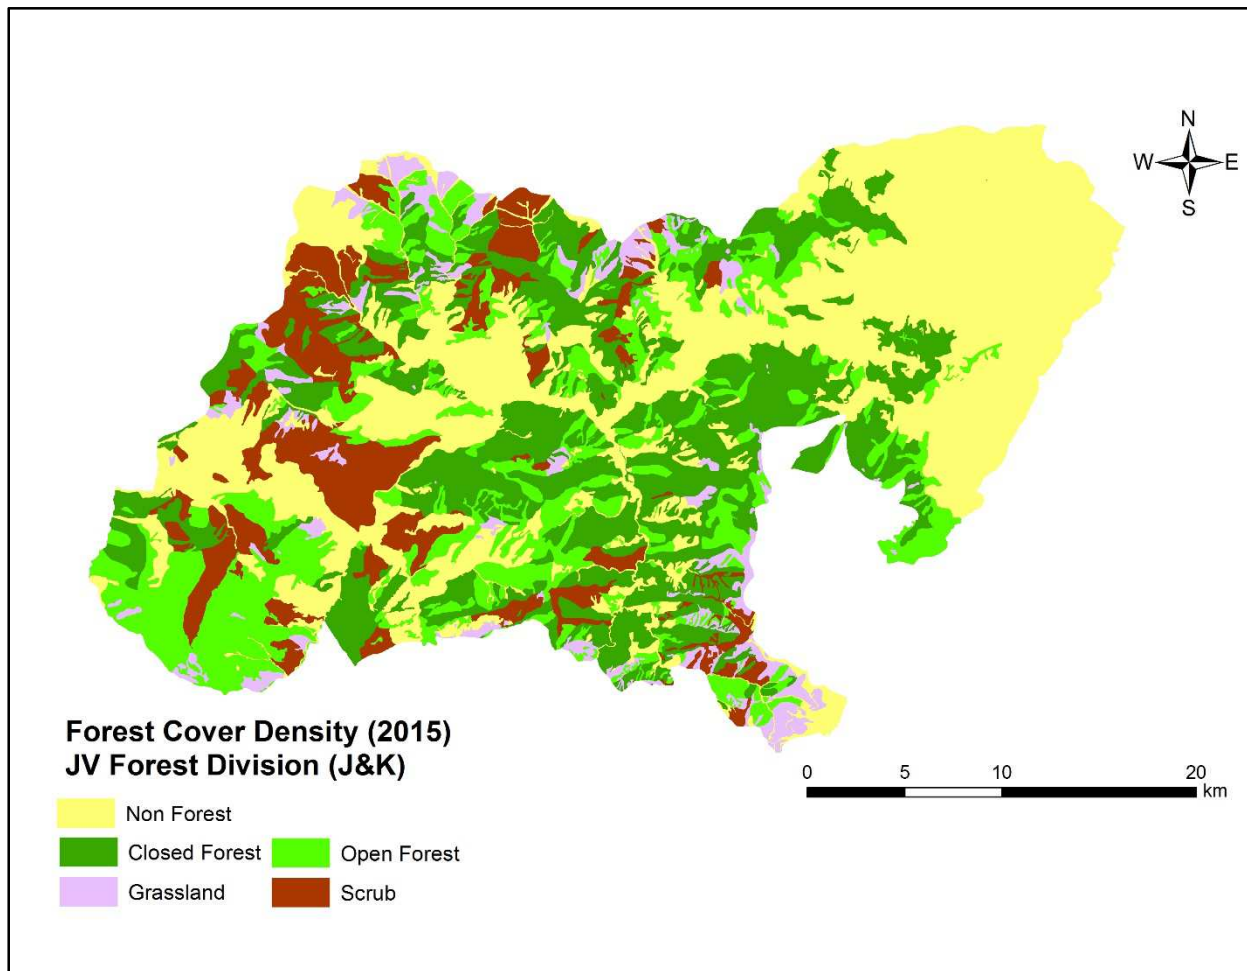 N
W E
S
Forest Cover Density (2015)
JV Forest Division (J&K)
0 5 10 20
km
Non Forest
Closed Forest Open Forest
Grassland Scrub